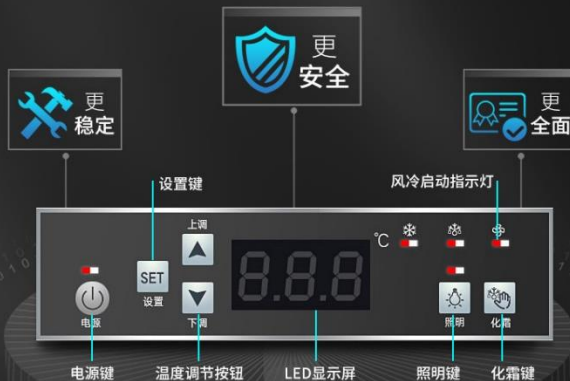 更
安全
更
稳定
更
全面
设置键
风冷启动指示灯
上调
℃
SET
设置
8.8.8
电源
下调
照明
化霜
电源键
温度调节按钮
LED显示屏
照明键
化霜键